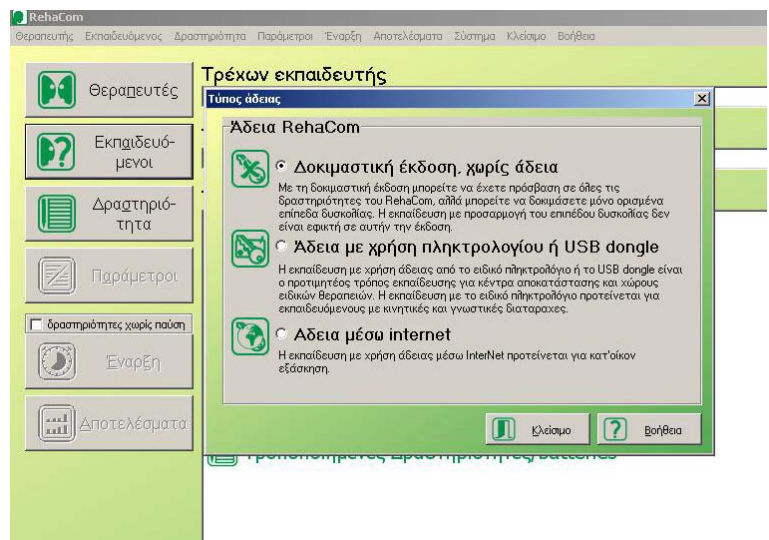 RehaCom
Θεραπευτής Εκπαιδευόμενος Δραστηριότητα Παράμετροι Έναρξη Αποτελέσματα Σύστημα Κλείσιμο Βοήθεια
Θεραπευτές
Εκπαιδευό-
μενοι
Δραστηριό-
τητα
Παράμετροι
δραστηριότητες χωρίς παύση
Έναρξη
Αποτελέσματα
Τρέχων εκπαιδευτής
Τύπος άδειας
Άδεια RehaCom
Δοκιμαστική έκδοση, χωρίς άδεια
Με τη δοκιμαστική έκδοση μπορείτε να έχετε πρόσβαση σε όλες τις
δραστηριότητες του RehaCom, αλλά μπορείτε να δοκιμάσετε μόνο ορισμένα
επίπεδα δυσκολίας. Η εκπαίδευση με προσαρμογή του επιπέδου δυσκολίας δεν
είναι εφικτή σε αυτήν την έκδοση.
Άδεια με χρήση πληκτρολογίου ή USB dongle
Η εκπαίδευση με χρήση άδειας από το ειδικό πληκτρολόγιο ή το USB dongle είναι
ο προτιμητέος τρόπος εκπαίδευσης για κέντρα αποκατάστασης και χώρους
ειδικών θεραπειών. Η εκπαίδευση με το ειδικό πληκτρολόγιο προτείνεται για
εκπαιδευόμενους με κινητικές και γνωστικές διαταραχες.
Αδεια μέσω internet
Η εκπαίδευση με χρήση άδειας μέσω InterNet προτείνεται για κατ'οίκον
εξάσκηση.
Κλείσιμο
Βοήθεια